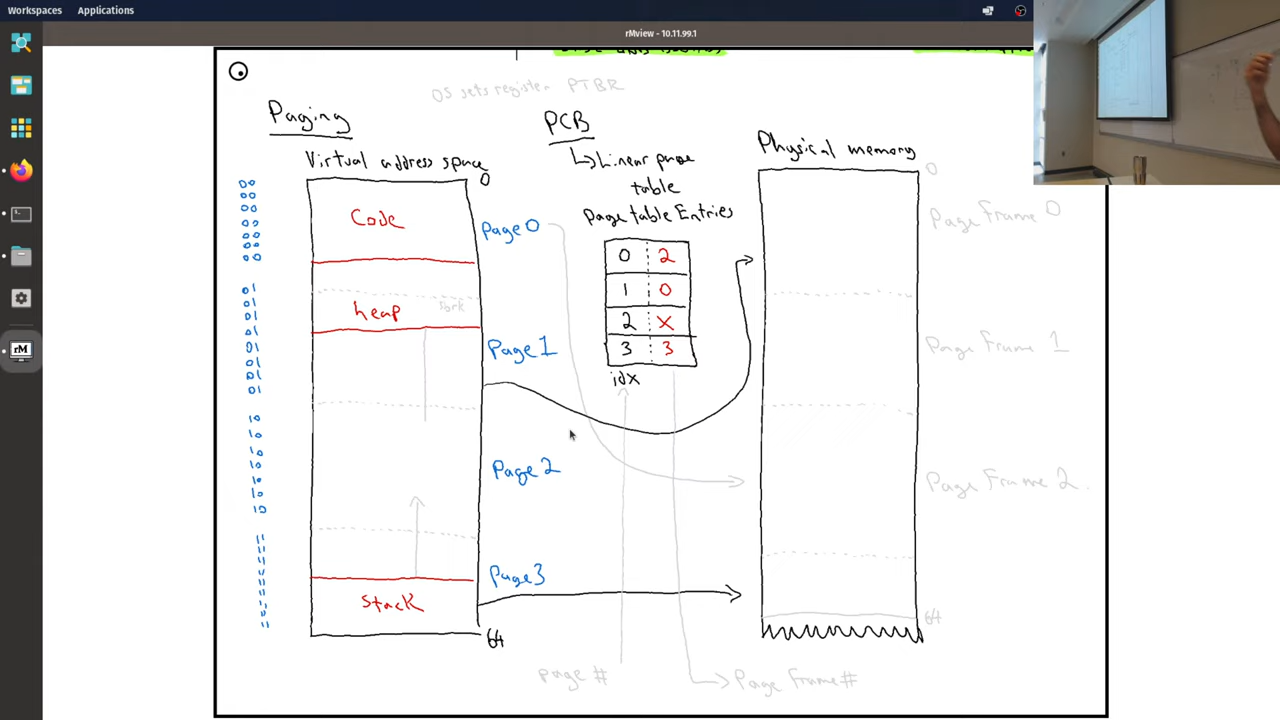 Workspaces Applications
rMview - 10.11.99.1
OS sets register PTBR
Paging
PCB
Linear page
table
Page table Entries
Virtual address space
Physical memory
0
0
00
00
00
00
00
00
00
Code
Page 0
Page Frame 0
0 2
1 0
2 X
3 3
idx
01
01
01
01
01
01
01
heap
sbrk
Page 1
Page Frame 1
10
10
10
10
10
10
10
Page 2
Page Frame 2
11
11
11
11
11
11
11
11
Stack
Page 3
64
64
page #
Page Frame #
rM